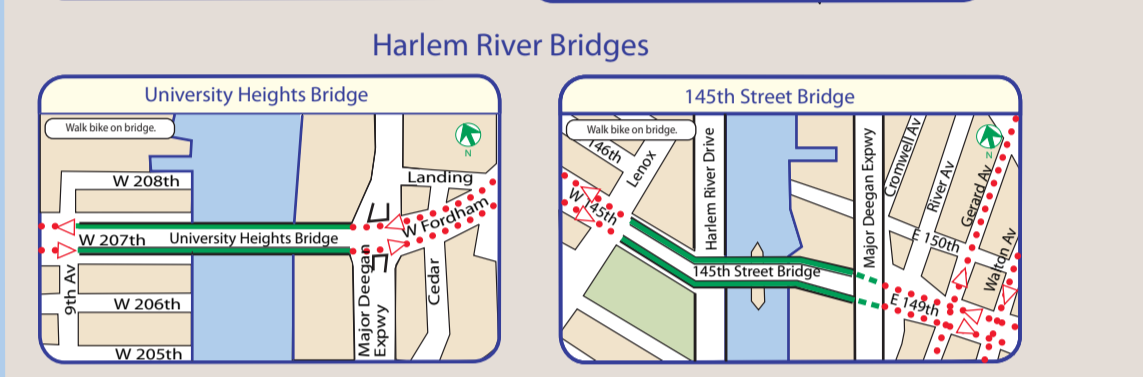 Harlem River Bridges
University Heights Bridge
Walk bike on bridge.
N
W 208th
Landing
W Fordham
W 207th
University Heights Bridge
9th Av
Major Deegan
Expwy
Cedar
W 206th
W 205th
145th Street Bridge
Walk bike on bridge.
146th
Lenox
W 145th
Harlem River Drive
Major Deegan Expwy
Cromwell Av
River Av
Gerard Av
N
E 150th
Walton Av
145th Street Bridge
E 149th